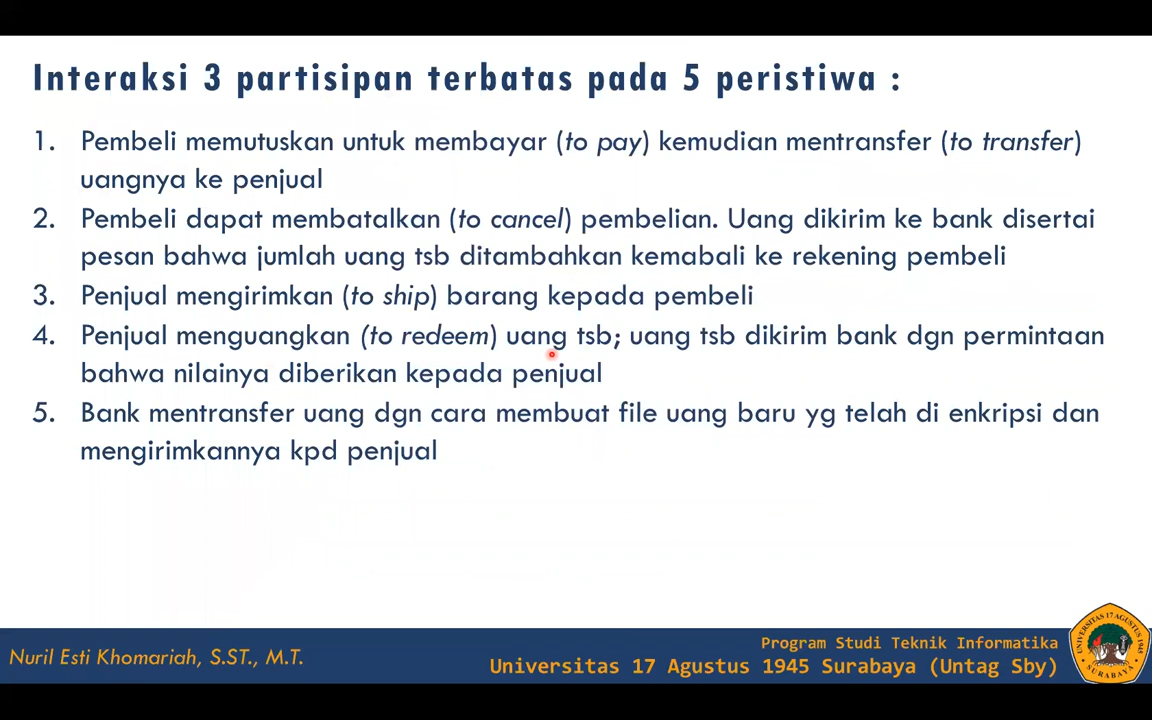 Interaksi 3 partisipan terbatas pada 5 peristiwa :
1. Pembeli memutuskan untuk membayar (to pay) kemudian mentransfer (to transfer)
uangnya ke penjual
2. Pembeli dapat membatalkan (to cancel) pembelian. Uang dikirim ke bank disertai
pesan bahwa jumlah uang tsb ditambahkan kemabali ke rekening pembeli
3. Penjual mengirimkan (to ship) barang kepada pembeli
4. Penjual menguangkan (to redeem) uang tsb; uang tsb dikirim bank dgn permintaan
bahwa nilainya diberikan kepada penjual
5. Bank mentransfer uang dgn cara membuat file uang baru yg telah di enkripsi dan
mengirimkannya kpd penjual
Nuril Esti Khomariah, S.ST., M.T.
Program Studi Teknik Informatika
Universitas 17 Agustus 1945 Surabaya (Untag Sby)
UNIVERSITAS 17 AGUSTUS 1945
SURABAYA